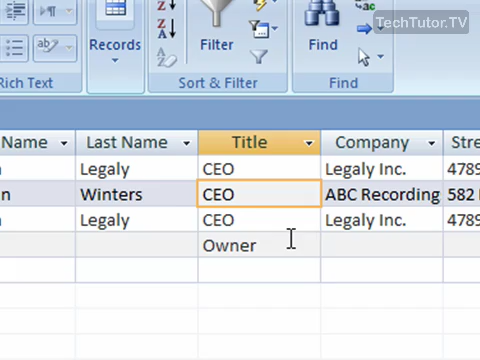 TechTutor.TV
Records
Filter
Find
Rich Text
Sort & Filter
Find
Name Last Name Title Company Stre
Legaly CEO Legaly Inc. 4789
n Winters CEO ABC Recording 582
Legaly CEO Legaly Inc. 4789
Owner